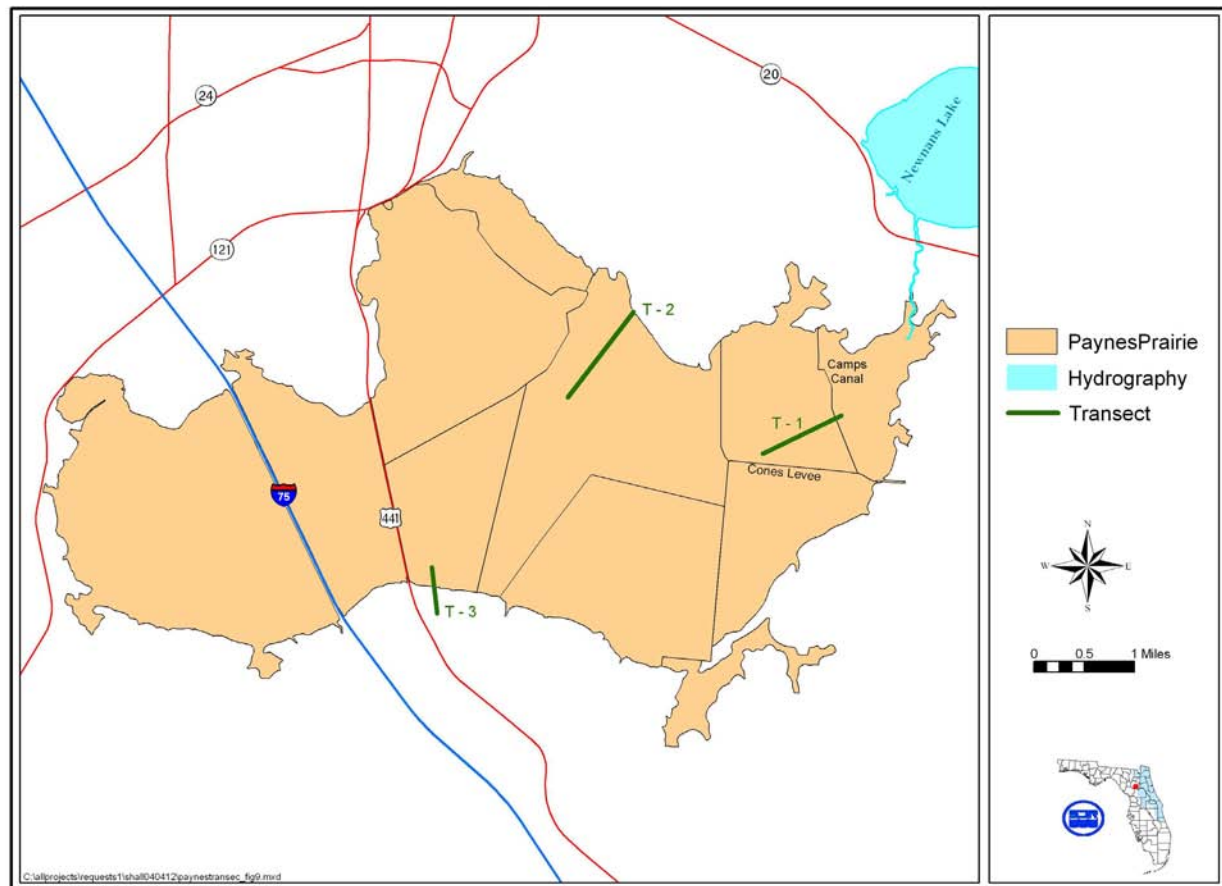 24
20
Newnans Lake
121
T - 2
Camps
Canal
T - 1
Cones Levee
75
441
T - 3
C:\allprojects\requests1\shall040412\paynestransec_fig9.mxd
PaynesPrairie
Hydrography
Transect
N
W
E
S
0 0.5 1 Miles